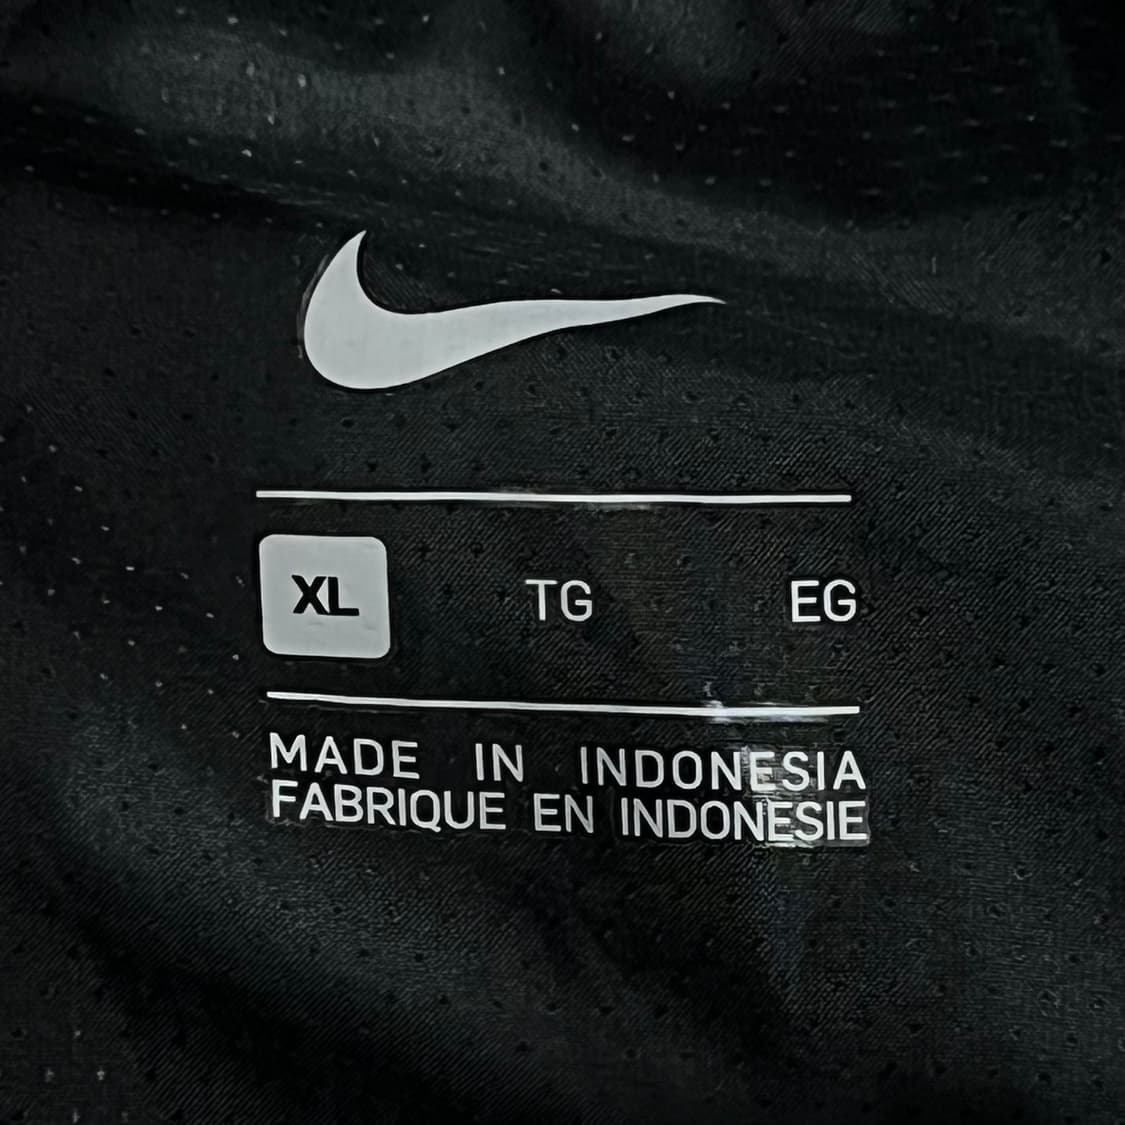 XL TG EG
MADE IN INDONESIA
FABRIQUE EN INDONESIE